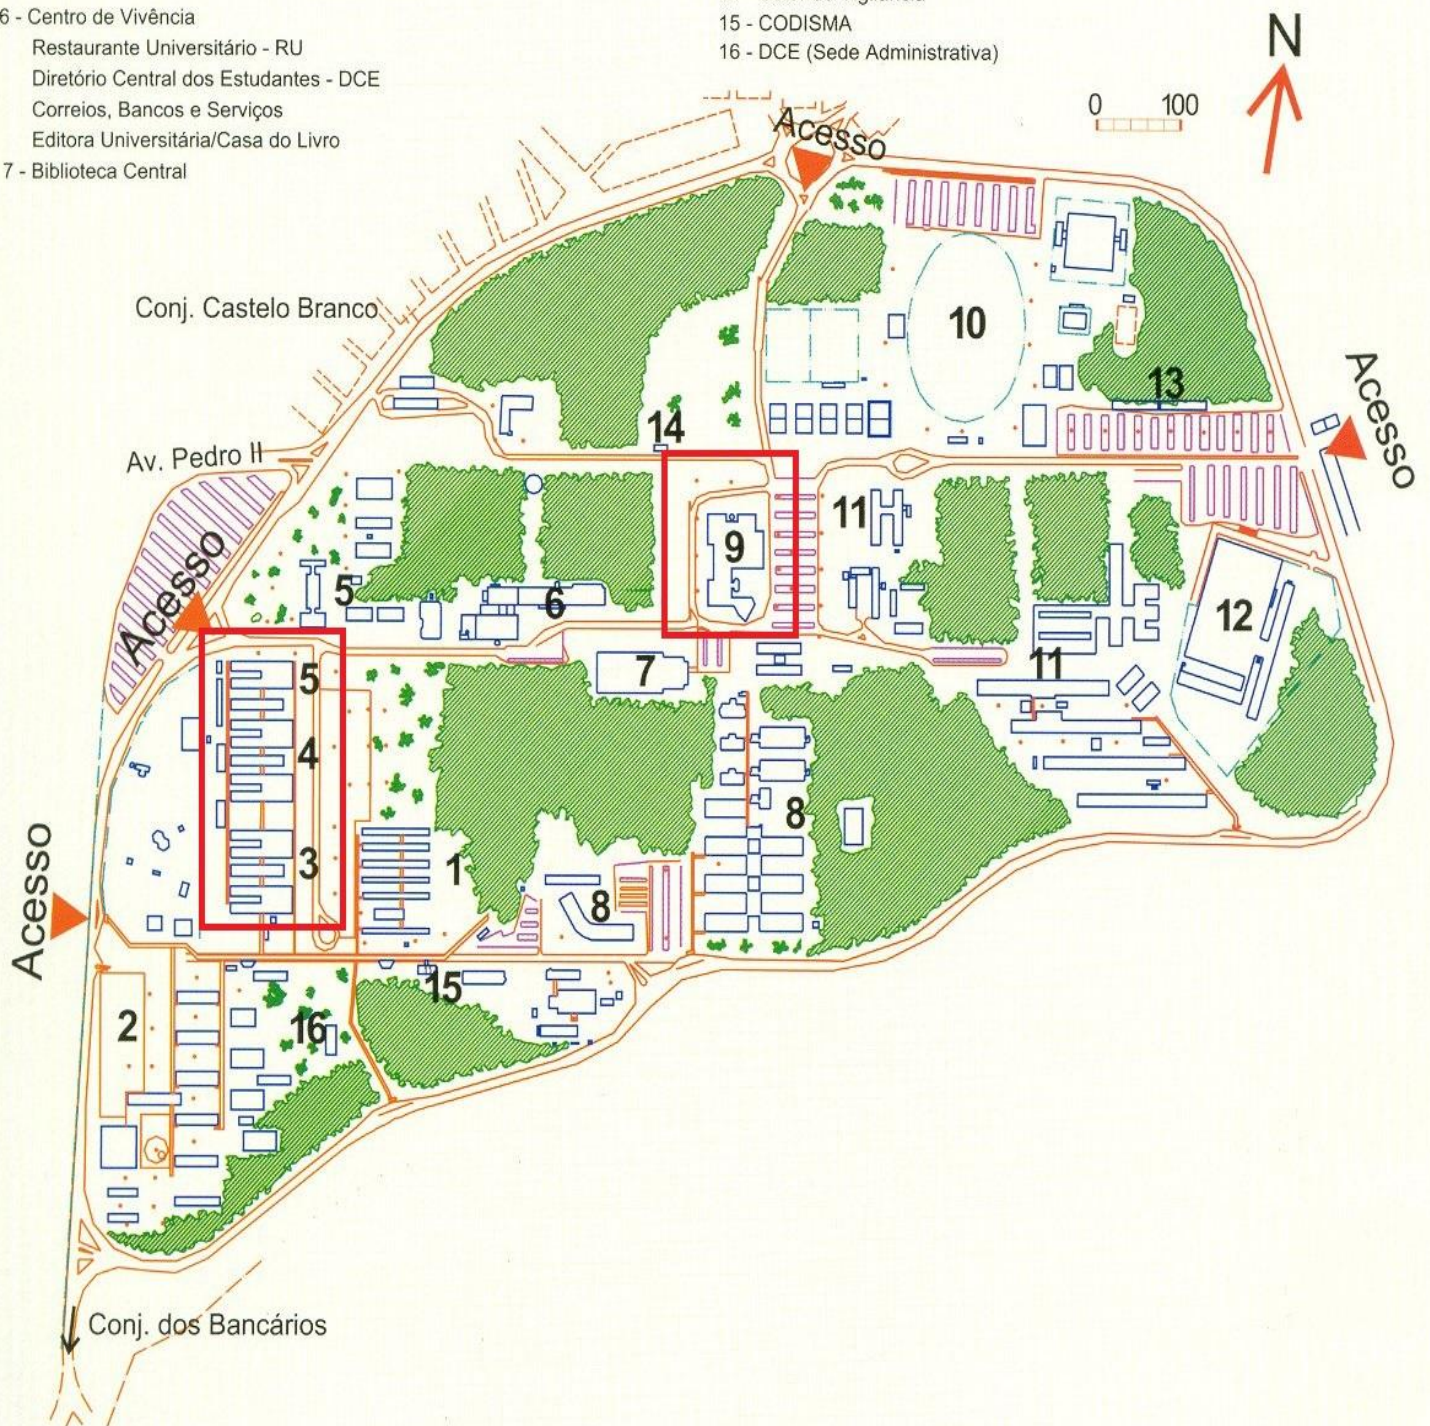 6 - Centro de Vivência
Restaurante Universitário - RU
Diretório Central dos Estudantes - DCE
Correios, Bancos e Serviços
Editora Universitária/Casa do Livro
7 - Biblioteca Central
15 - CODISMA
16 - DCE (Sede Administrativa)
N
0 100
Acesso
Conj. Castelo Branco
10
13
Acesso
14
Av. Pedro II
11
9
Acesso
5
6
12
7
11
5
4
8
3
1
8
Acesso
15
2
16
Conj. dos Bancários